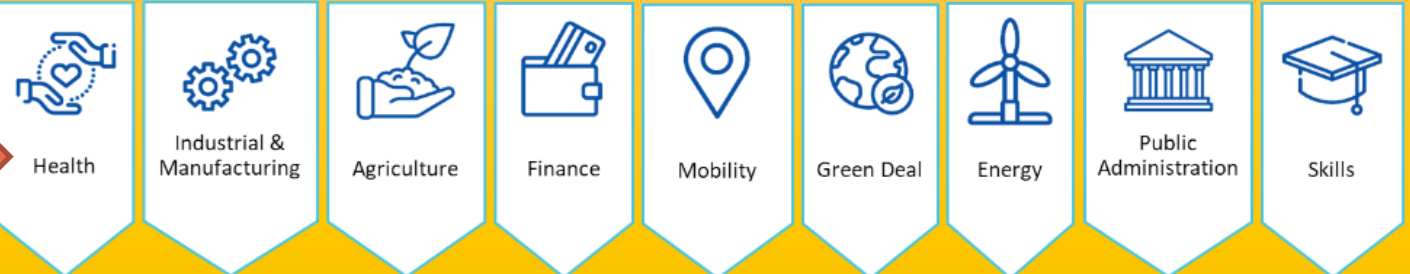 Health
Industrial &
Manufacturing
Agriculture
Finance
Mobility
Green Deal
Energy
Public
Administration
Skills